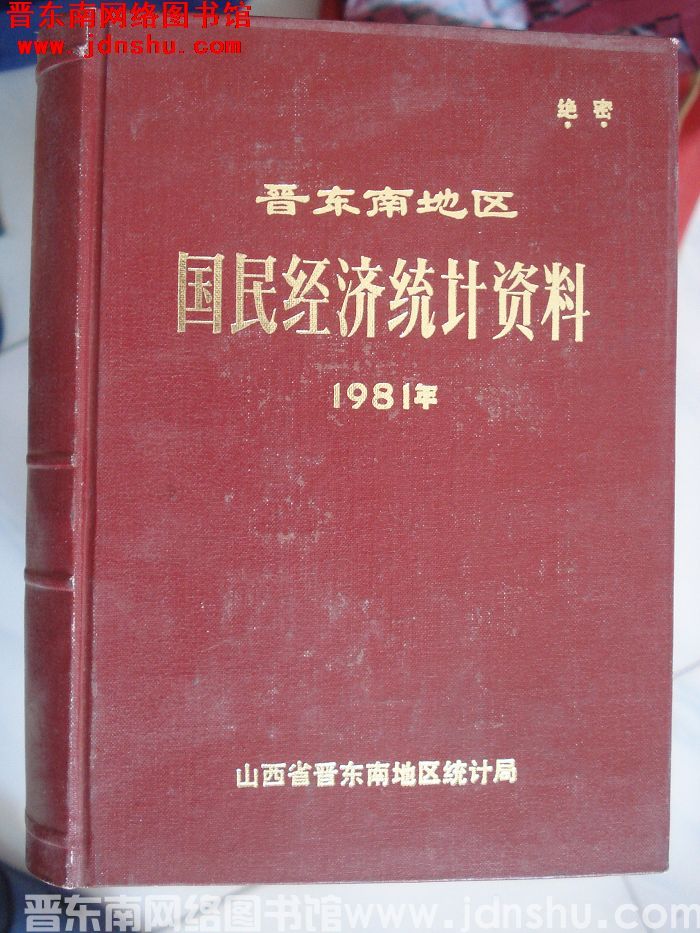 晋东南网络图书馆
www.jdnshu.com
绝密
晋东南地区
国民经济统计资料
1981年
山西省晋东南地区统计局
晋东南网络图书馆www.jdnshu.com